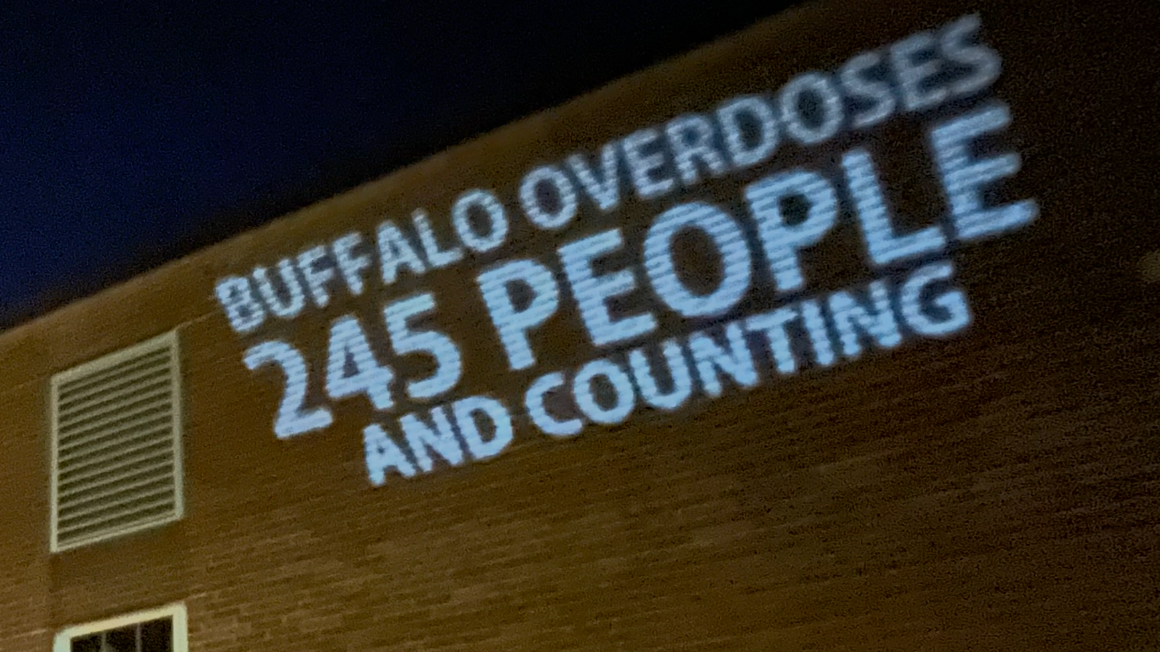 BUFFALO OVERDOSES
245 PEOPLE
AND COUNTING